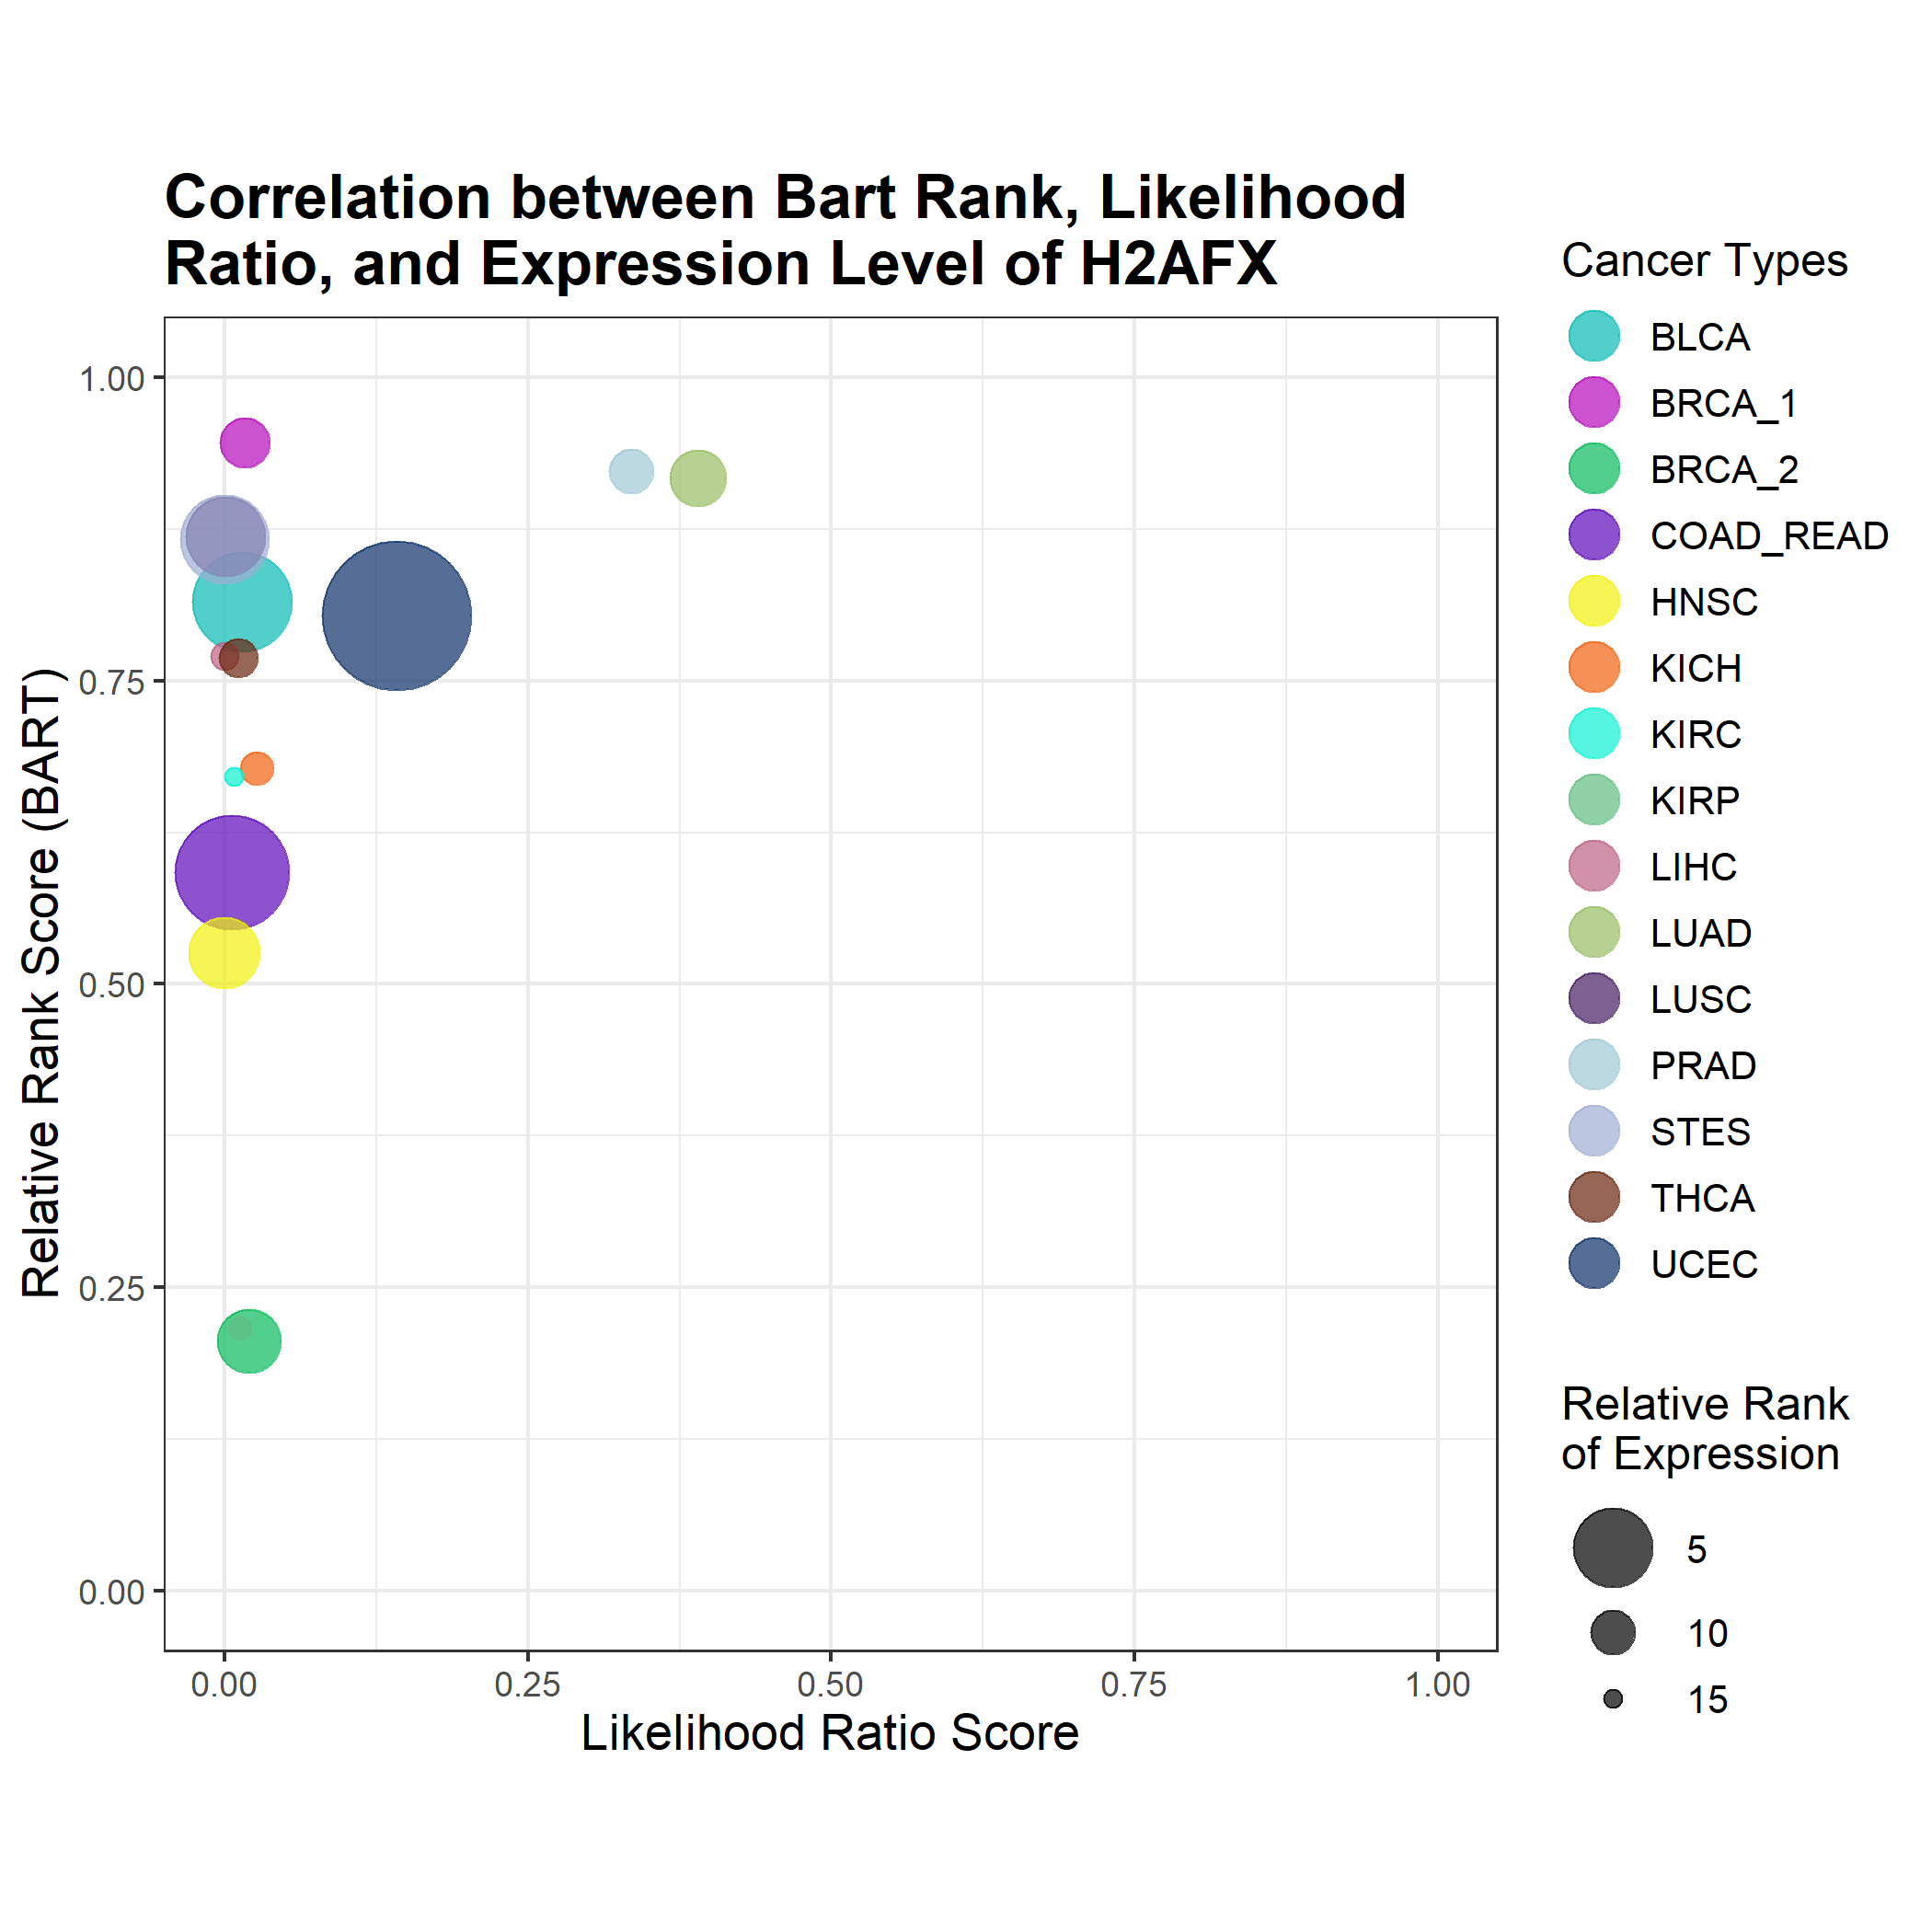 Correlation between Bart Rank, Likelihood
Ratio, and Expression Level of H2AFX
Relative Rank Score (BART)
1.00
0.75
0.50
0.25
0.00
0.00 0.25 0.50 0.75 1.00
Likelihood Ratio Score
Cancer Types
BLCA
BRCA_1
BRCA_2
COAD_READ
HNSC
KICH
KIRC
KIRP
LIHC
LUAD
LUSC
PRAD
STES
THCA
UCEC
Relative Rank
of Expression
5
10
15